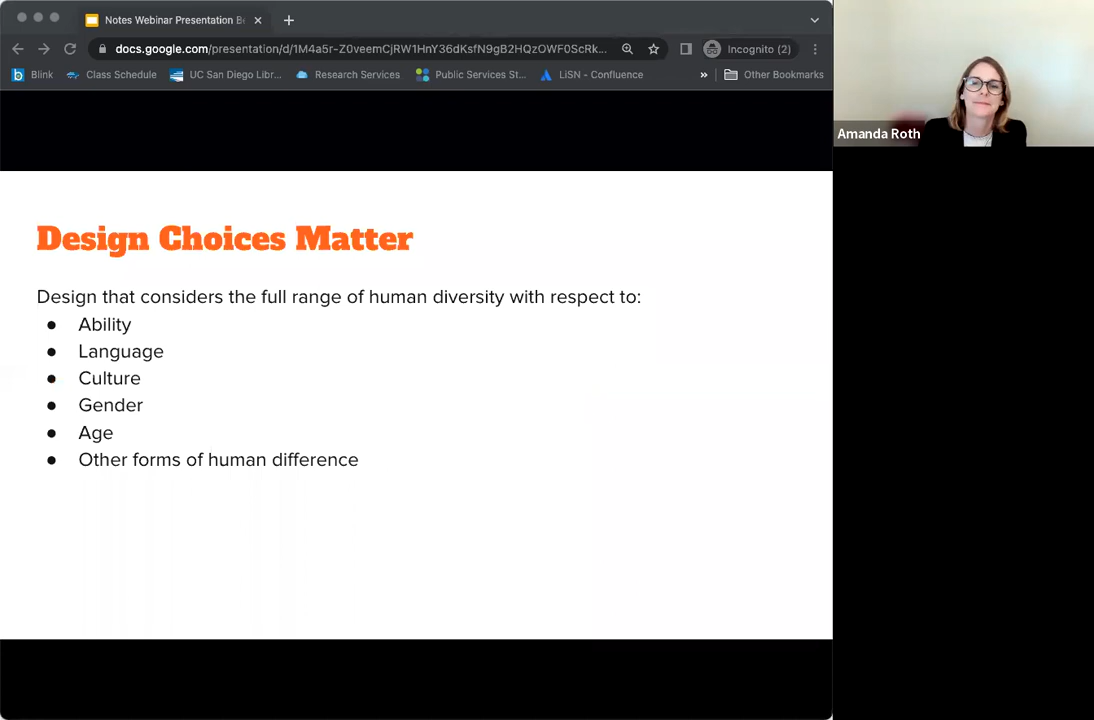 Notes Webinar Presentation Be
docs.google.com/presentation/d/1M4a5r-Z0veemCjRW1HnY36dKsfN9gB2HQzOWF0ScRk...
Incognito (2)
Blink
Class Schedule
UC San Diego Libr...
Research Services
Public Services St...
LiSN - Confluence
»
Other Bookmarks
Amanda Roth
Design Choices Matter
Design that considers the full range of human diversity with respect to:
● Ability
● Language
● Culture
● Gender
● Age
● Other forms of human difference